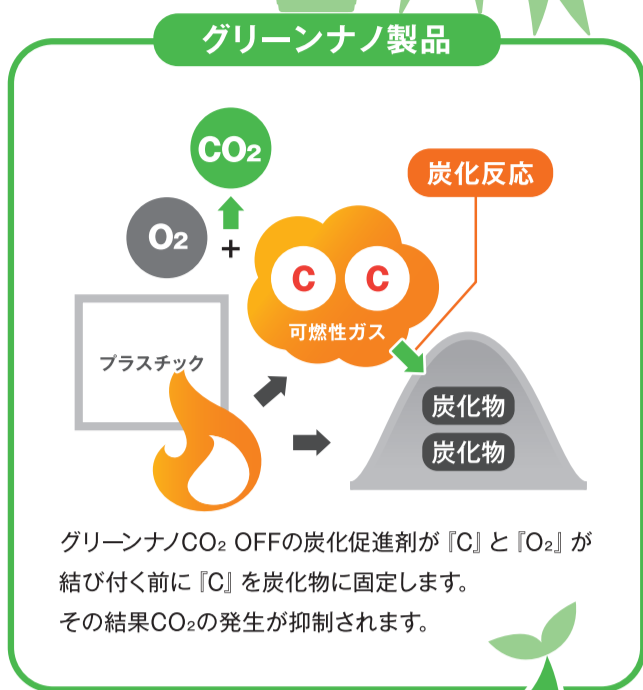 グリーンナノ製品
CO₂
炭化反応
O₂
+
C C
可燃性ガス
プラスチック
炭化物
炭化物
グリーンナノCO₂ OFFの炭化促進剤が『C』と『O₂』が
結び付く前に『C』を炭化物に固定します。
その結果CO₂の発生が抑制されます。